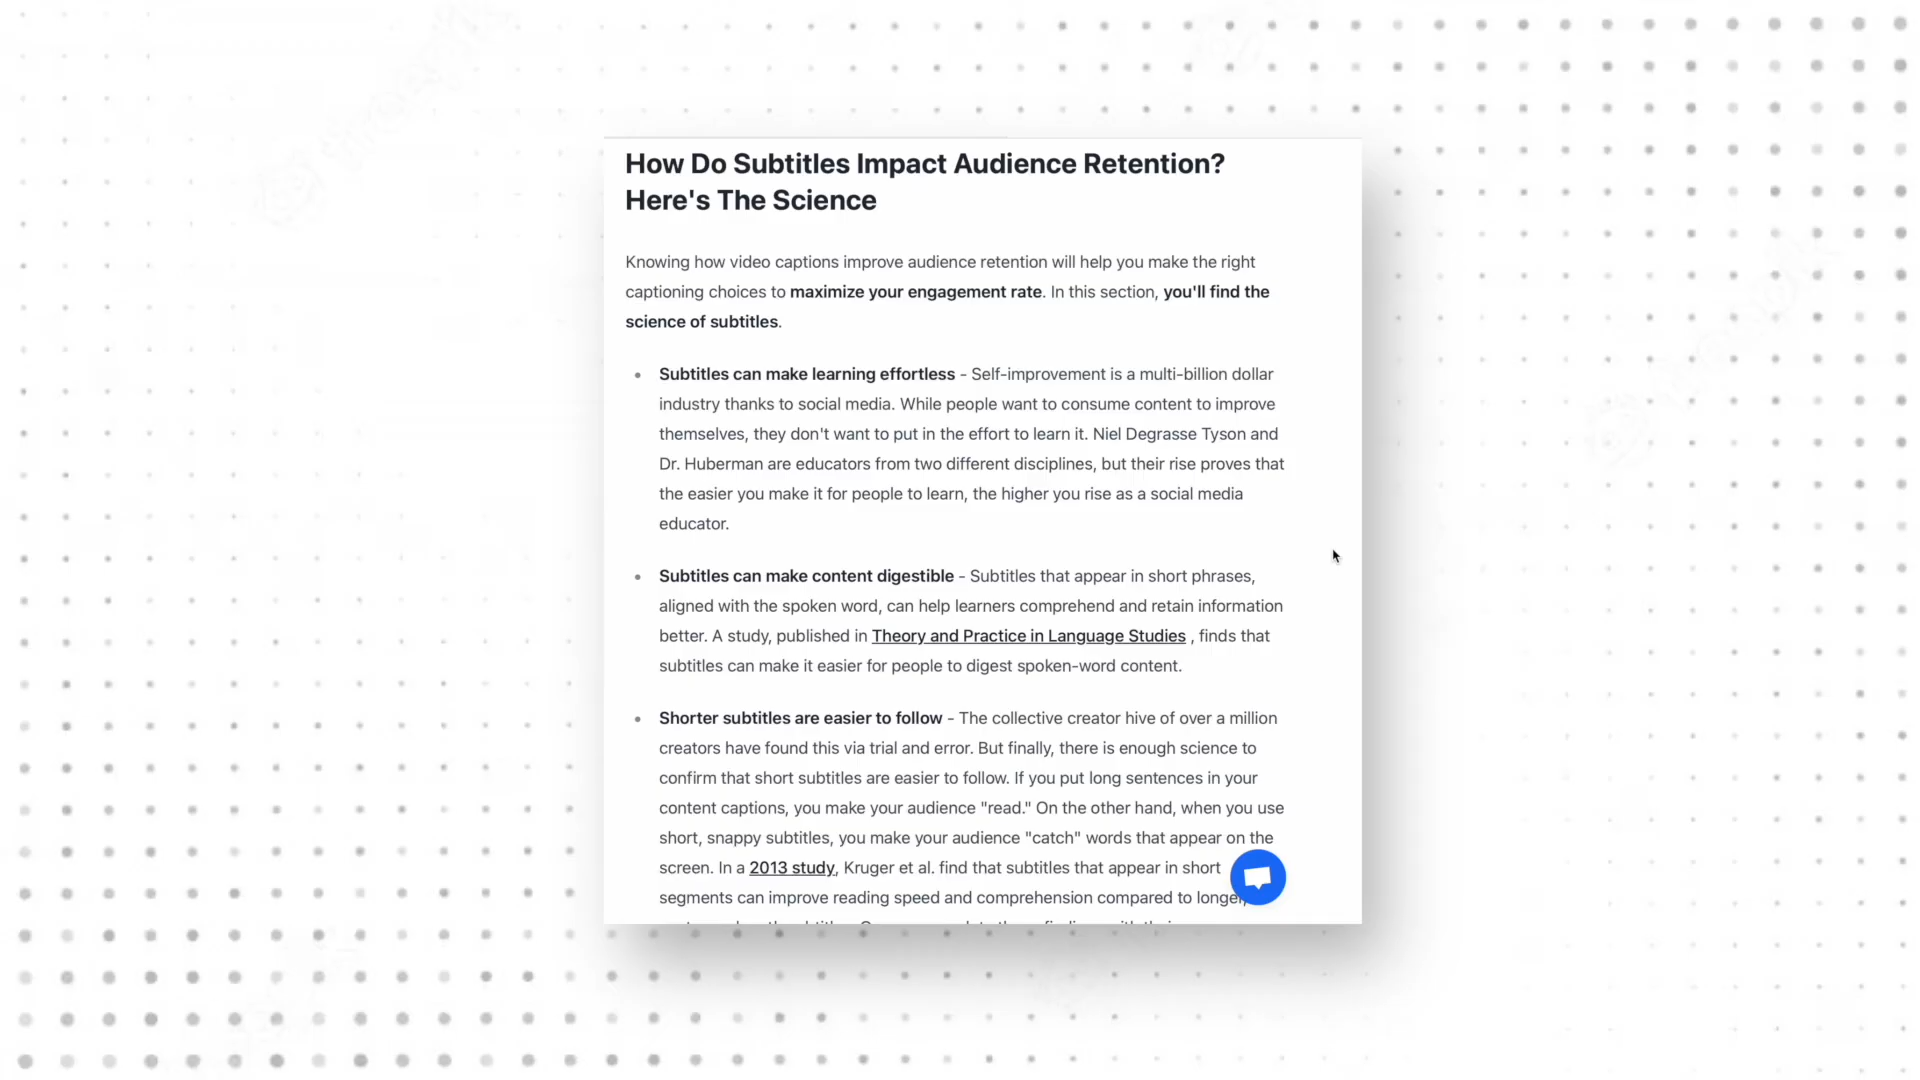 How Do Subtitles Impact Audience Retention?
Here's The Science
Knowing how video captions improve audience retention will help you make the right
captioning choices to maximize your engagement rate. In this section, you'll find the
science of subtitles.
• Subtitles can make learning effortless - Self-improvement is a multi-billion dollar
industry thanks to social media. While people want to consume content to improve
themselves, they don't want to put in the effort to learn it. Niel Degrasse Tyson and
Dr. Huberman are educators from two different disciplines, but their rise proves that
the easier you make it for people to learn, the higher you rise as a social media
educator.
• Subtitles can make content digestible - Subtitles that appear in short phrases,
aligned with the spoken word, can help learners comprehend and retain information
better. A study, published in Theory and Practice in Language Studies , finds that
subtitles can make it easier for people to digest spoken-word content.
• Shorter subtitles are easier to follow - The collective creator hive of over a million
creators have found this via trial and error. But finally, there is enough science to
confirm that short subtitles are easier to follow. If you put long sentences in your
content captions, you make your audience "read." On the other hand, when you use
short, snappy subtitles, you make your audience "catch" words that appear on the
screen. In a 2013 study, Kruger et al. find that subtitles that appear in short
segments can improve reading speed and comprehension compared to longer,